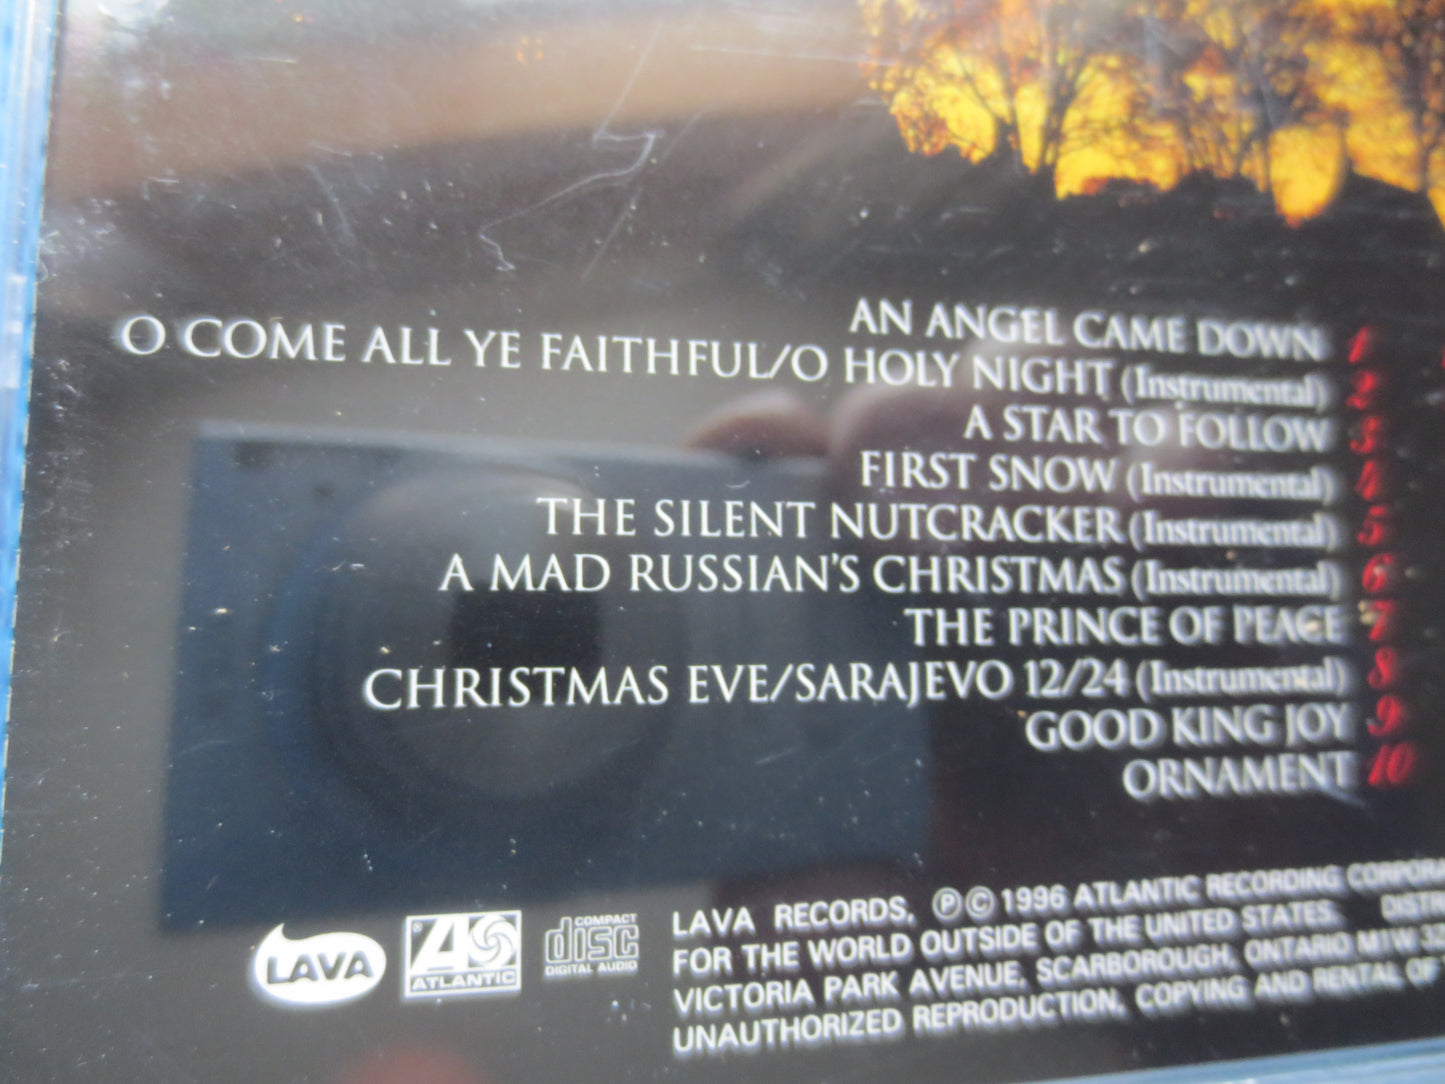 AN ANGEL CAME DOWN 1
O COME ALL YE FAITHFUL/O HOLY NIGHT (Instrumental) 2
A STAR TO FOLLOW 3
FIRST SNOW (Instrumental) 4
THE SILENT NUTCRACKER (Instrumental) 5
A MAD RUSSIAN'S CHRISTMAS (Instrumental) 6
THE PRINCE OF PEACE 7
CHRISTMAS EVE/SARAJEVO 12/24 (Instrumental) 8
GOOD KING JOY 9
ORNAMENT 10
LAVA
® A
ATLANTIC
COMPACT
disc
DIGITAL AUDIO
LAVA RECORDS, ℗© 1996 ATLANTIC RECORDING CORPORA
FOR THE WORLD OUTSIDE OF THE UNITED STATES. DISTR
VICTORIA PARK AVENUE, SCARBOROUGH, ONTARIO M1W 32
UNAUTHORIZED REPRODUCTION, COPYING AND RENTAL OF